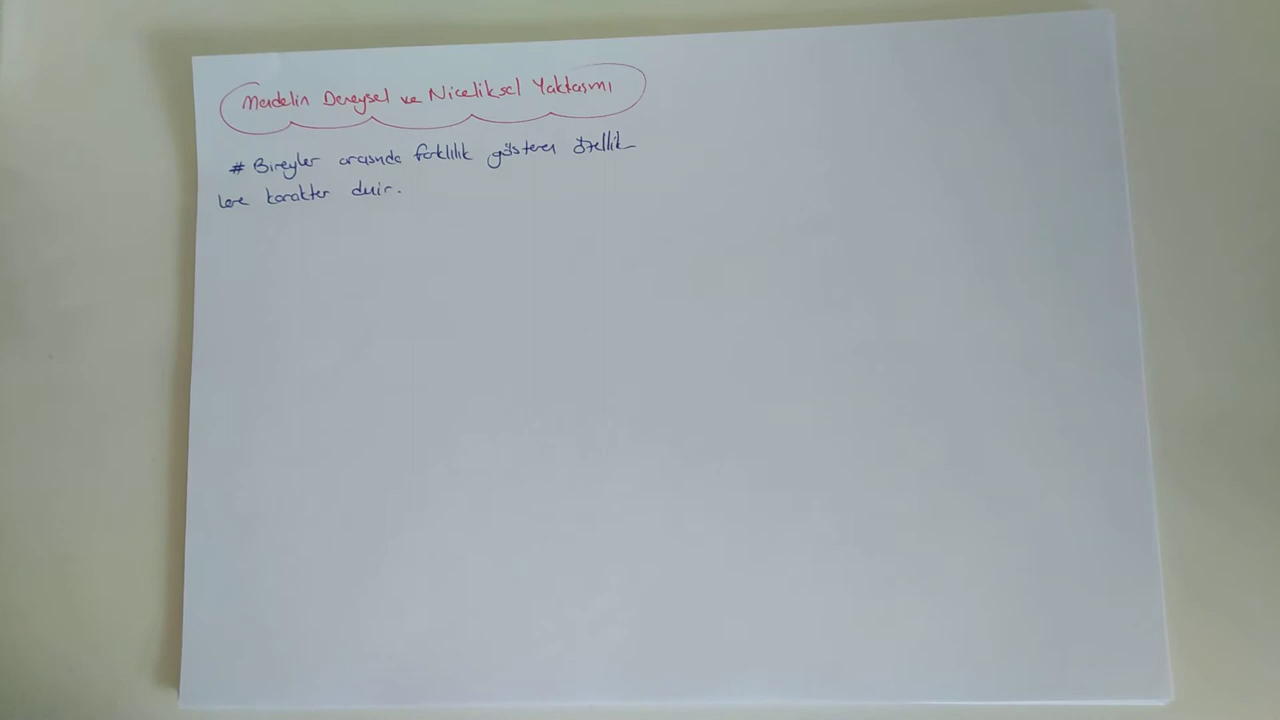 Mendelin Deneysel ve Niceliksel Yaklaşımı
# Bireyler arasında farklılık gösteren özellik
lere karakter denir.